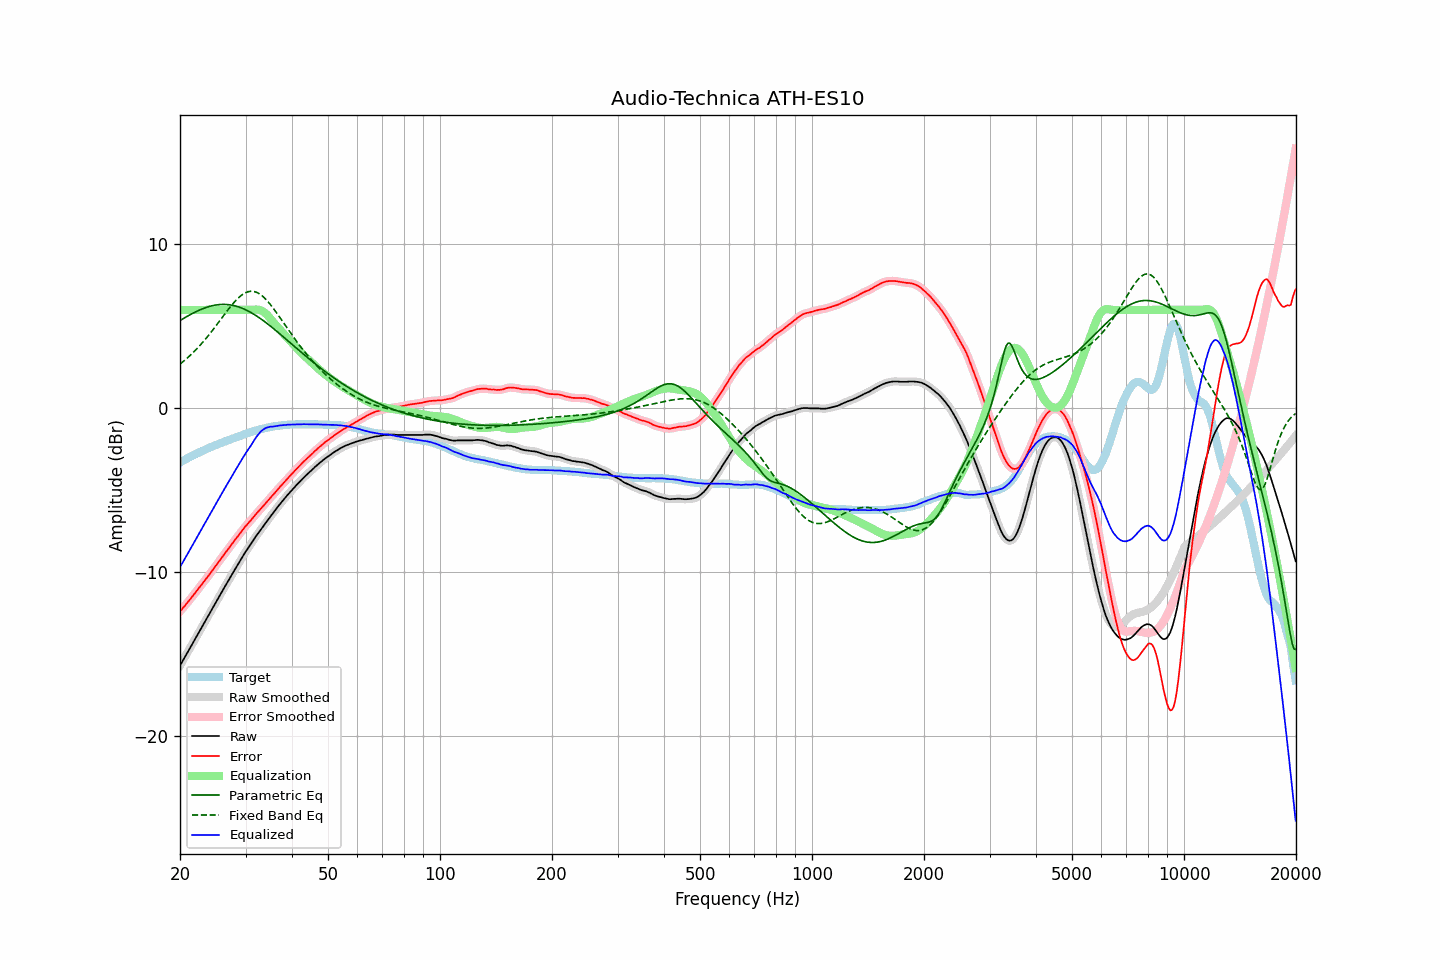 Audio-Technica ATH-ES10
Amplitude (dBr)
10
0
−10
−20
Target
Raw Smoothed
Error Smoothed
Raw
Error
Equalization
Parametric Eq
Fixed Band Eq
Equalized
20 50 100 200 500 1000 2000 5000 10000 20000
Frequency (Hz)